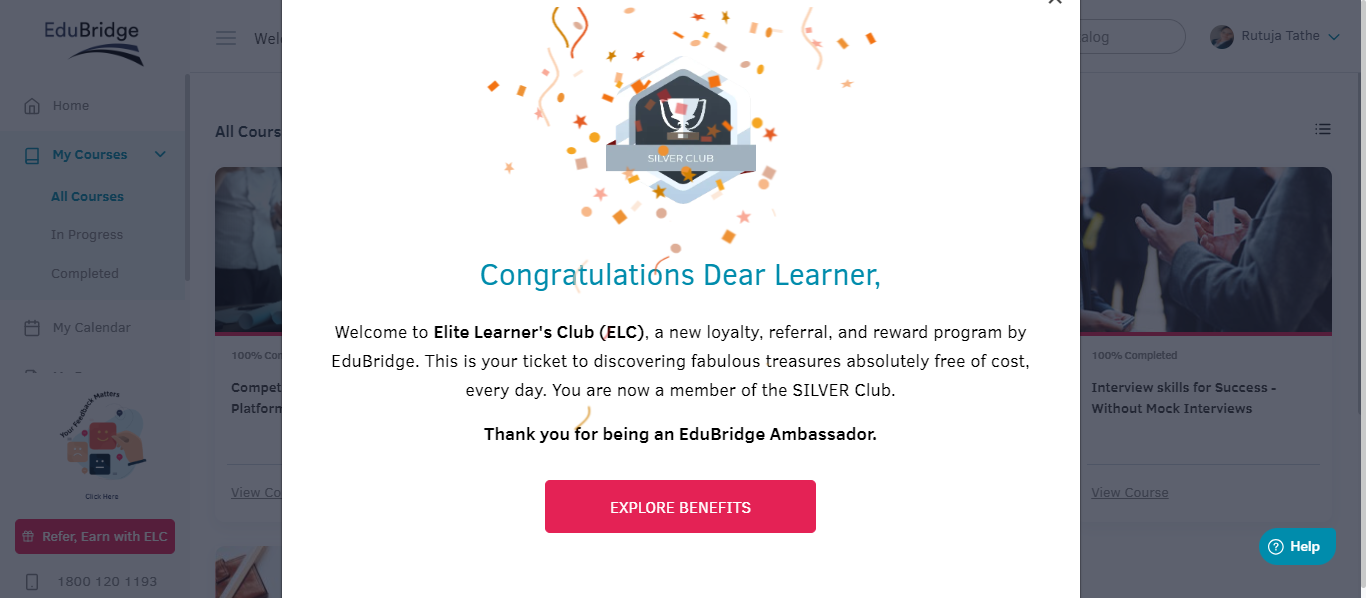 EduBridge
Wel
alog
Rutuja Tathe
Home
My Courses
All Courses
In Progress
Completed
My Calendar
Your Feedback Matters
Click Here
Refer, Earn with ELC
1800 120 1193
All Cours
100% Con
Compet
Platform
View Co
SILVER CLUB
Congratulations Dear Learner,
Welcome to Elite Learner's Club (ELC), a new loyalty, referral, and reward program by
EduBridge. This is your ticket to discovering fabulous treasures absolutely free of cost,
every day. You are now a member of the SILVER Club.
Thank you for being an EduBridge Ambassador.
EXPLORE BENEFITS
100% Completed
Interview skills for Success -
Without Mock Interviews
View Course
Help